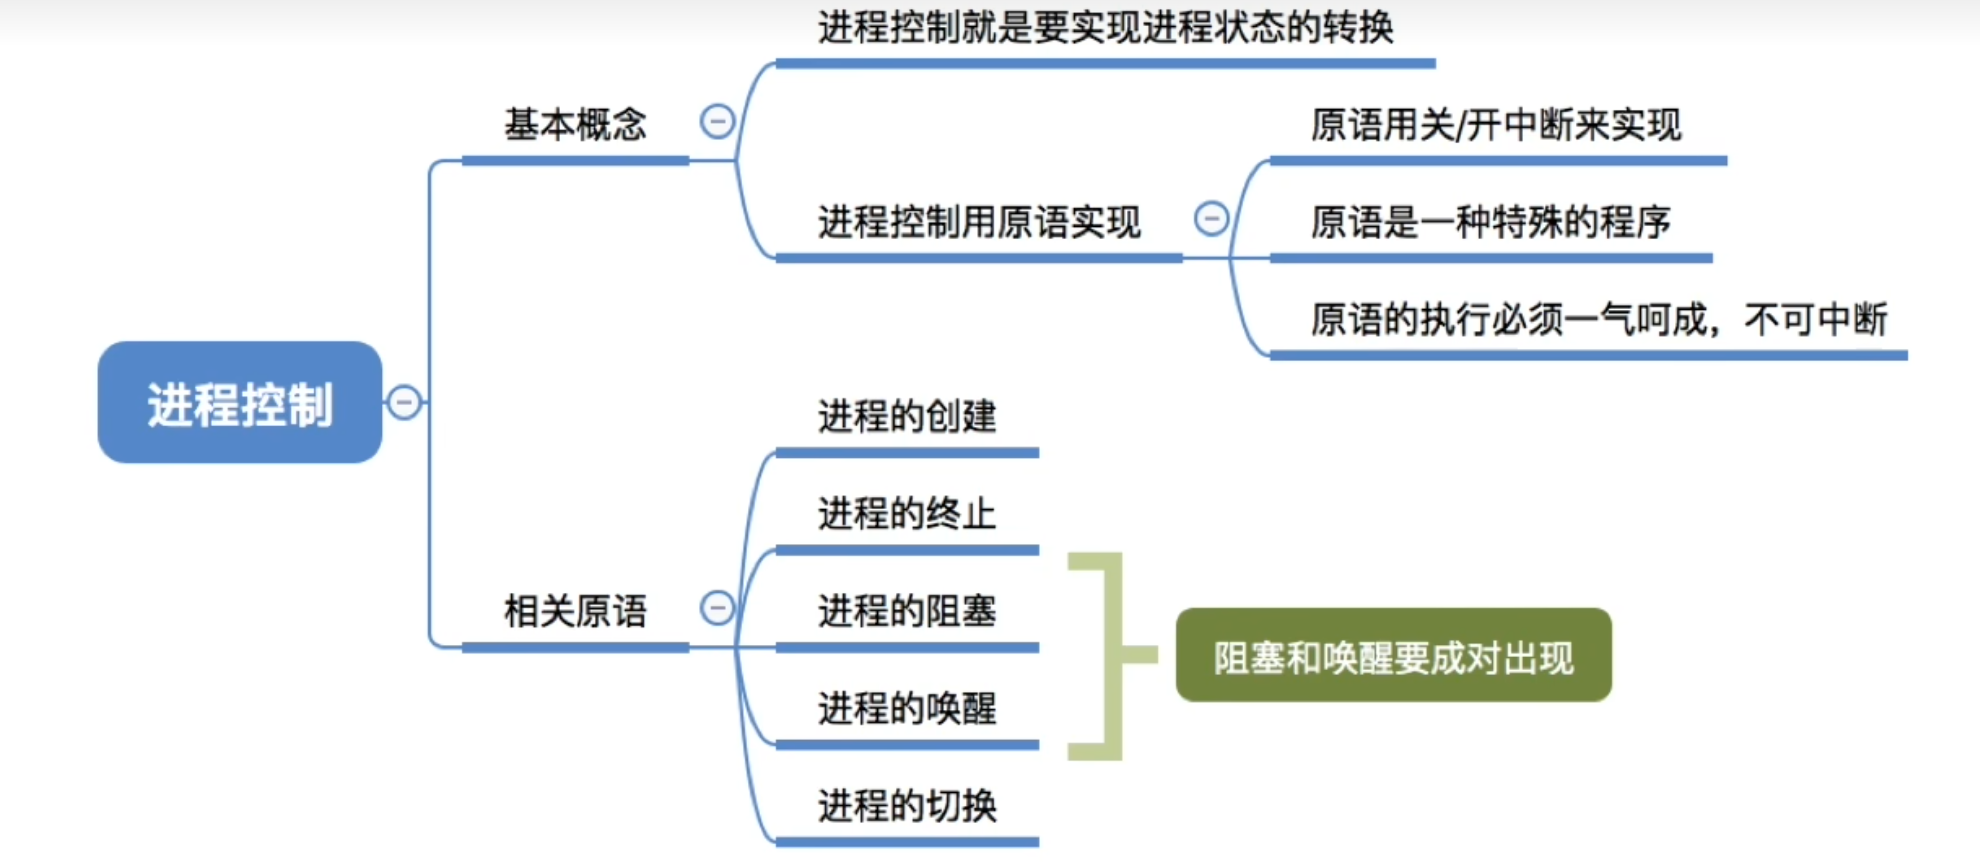 进程控制
基本概念
进程控制就是要实现进程状态的转换
进程控制用原语实现
原语用关/开中断来实现
原语是一种特殊的程序
原语的执行必须一气呵成，不可中断
相关原语
进程的创建
进程的终止
进程的阻塞
进程的唤醒
进程的切换
阻塞和唤醒要成对出现